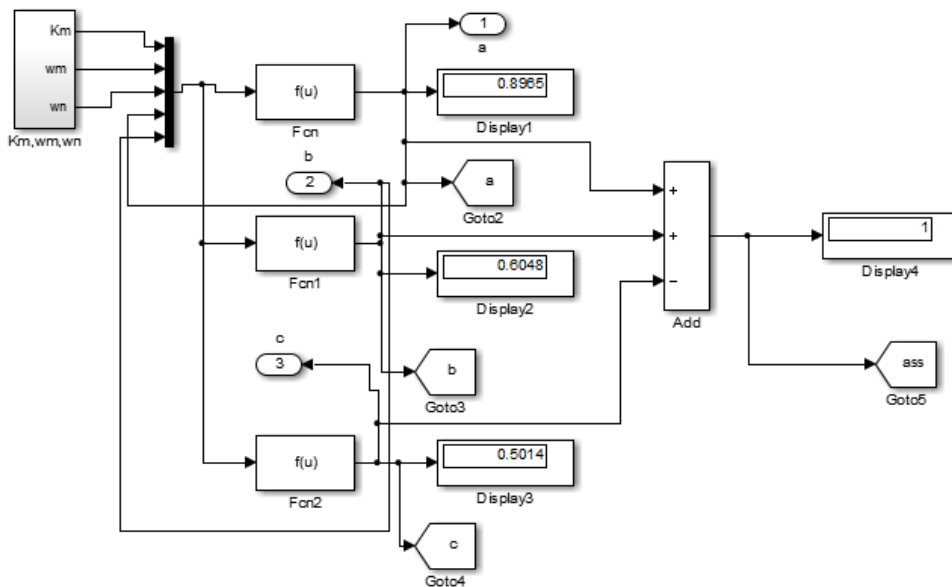 Km
wm
wn
Km,wm,wn
f(u)
Fcn
1
a
0.8965
Display1
b
2
a
Goto2
f(u)
Fcn1
0.6048
Display2
+
+
−
Add
1
Display4
c
3
b
Goto3
ass
Goto5
f(u)
Fcn2
0.5014
Display3
c
Goto4